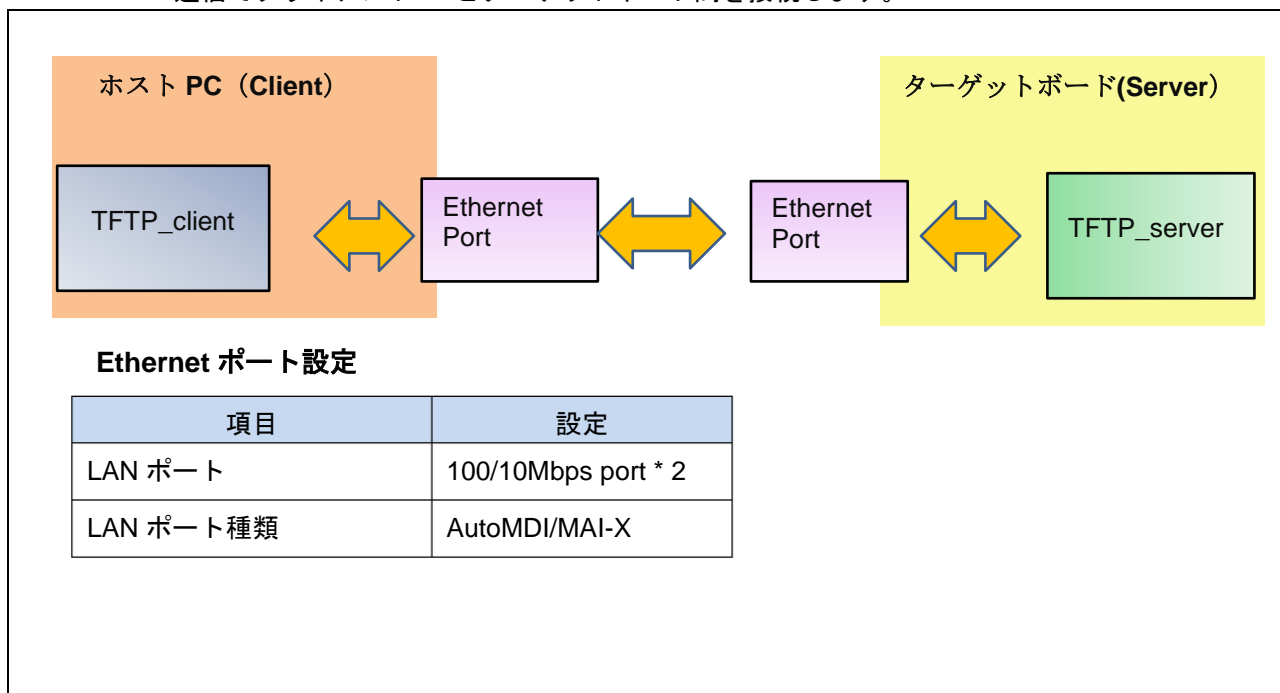 ホスト PC（Client）
ターゲットボード(Server）
TFTP_client
Ethernet
Port
Ethernet
Port
TFTP_server
Ethernet ポート設定
項目
設定
LAN ポート
100/10Mbps port * 2
LAN ポート種類
AutoMDI/MAI-X